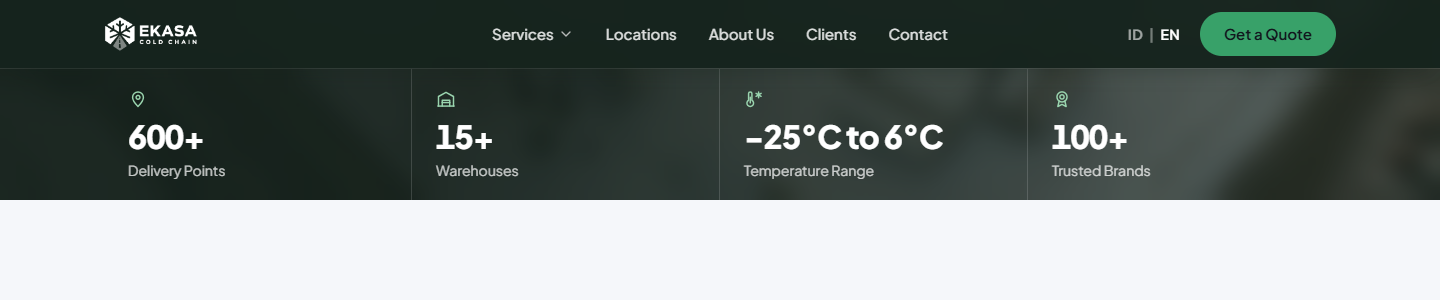 EKASA
COLD CHAIN
Services
Locations
About Us
Clients
Contact
ID | EN
Get a Quote
600+
Delivery Points
15+
Warehouses
-25°C to 6°C
Temperature Range
100+
Trusted Brands